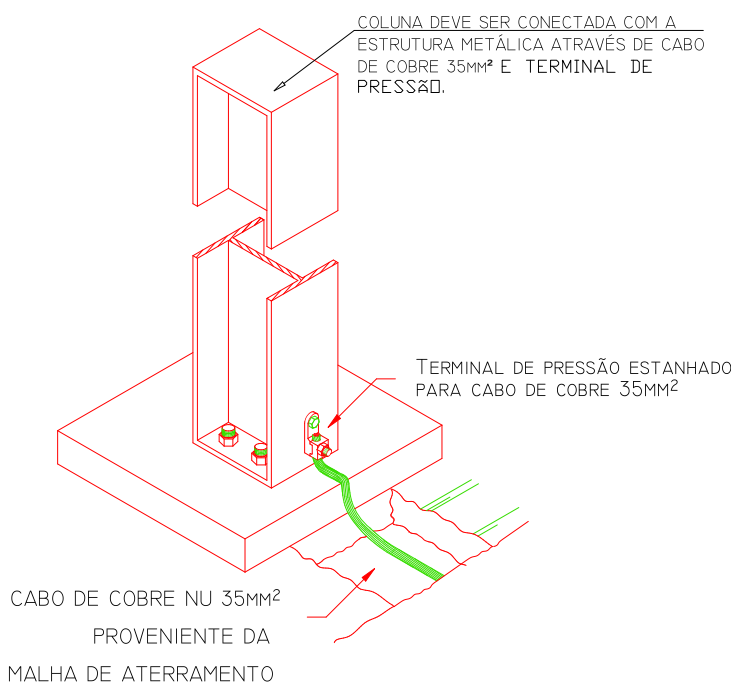 COLUNA DEVE SER CONECTADA COM A
ESTRUTURA METÁLICA ATRAVÉS DE CABO
DE COBRE 35MM² E TERMINAL DE
PRESSÃO.
TERMINAL DE PRESSÃO ESTANHADO
PARA CABO DE COBRE 35MM²
CABO DE COBRE NU 35MM²
PROVENIENTE DA
MALHA DE ATERRAMENTO